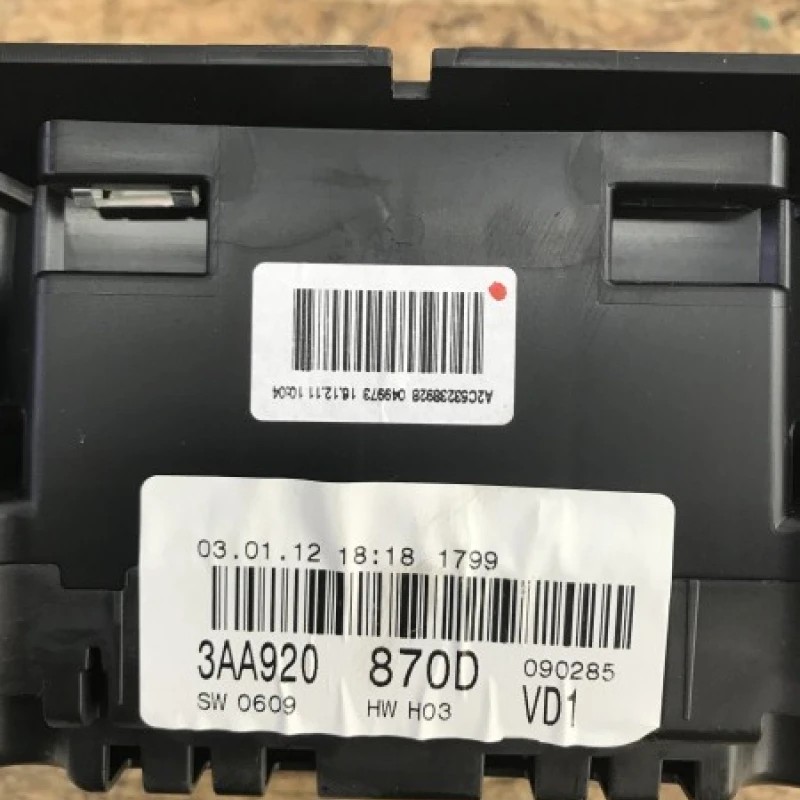 A2C53238928 049973 16.12.11 10:04
03.01.12 18:18 1799
3AA920 870D 090285
SW 0609 HW H03 VD1